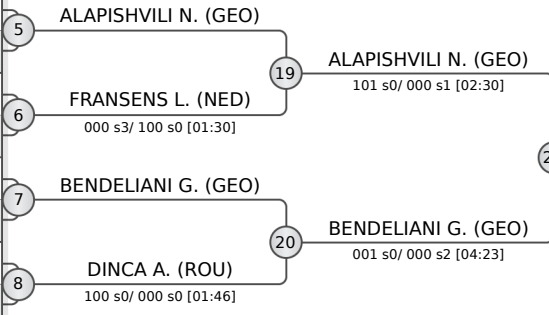 ALAPISHVILI N. (GEO)
5
ALAPISHVILI N. (GEO)
19
101 s0/ 000 s1 [02:30]
FRANSENS L. (NED)
6
000 s3/ 100 s0 [01:30]
BENDELIANI G. (GEO)
7
BENDELIANI G. (GEO)
20
001 s0/ 000 s2 [04:23]
DINCA A. (ROU)
8
100 s0/ 000 s0 [01:46]